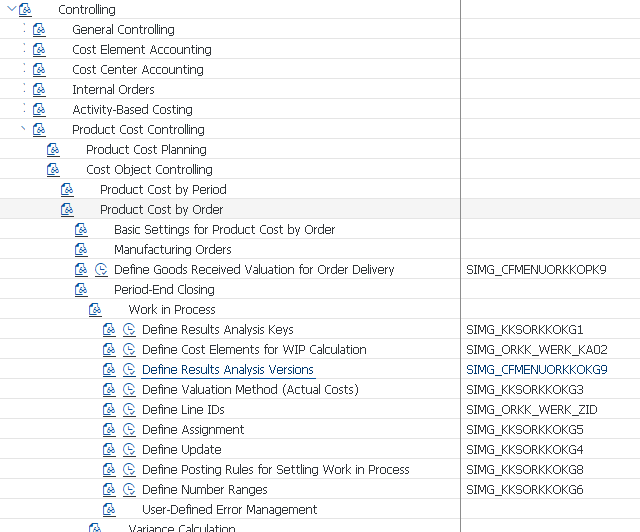 Controlling
General Controlling
Cost Element Accounting
Cost Center Accounting
Internal Orders
Activity-Based Costing
Product Cost Controlling
Product Cost Planning
Cost Object Controlling
Product Cost by Period
Product Cost by Order
Basic Settings for Product Cost by Order
Manufacturing Orders
Define Goods Received Valuation for Order Delivery SIMG_CFMENUORKKOPK9
Period-End Closing
Work in Process
Define Results Analysis Keys SIMG_KKSORKKOKG1
Define Cost Elements for WIP Calculation SIMG_ORKK_WERK_KA02
Define Results Analysis Versions SIMG_CFMENUORKKOKG9
Define Valuation Method (Actual Costs) SIMG_KKSORKKOKG3
Define Line IDs SIMG_ORKK_WERK_ZID
Define Assignment SIMG_KKSORKKOKG5
Define Update SIMG_KKSORKKOKG4
Define Posting Rules for Settling Work in Process SIMG_KKSORKKOKG8
Define Number Ranges SIMG_KKSORKKOKG6
User-Defined Error Management
Variance Calculation